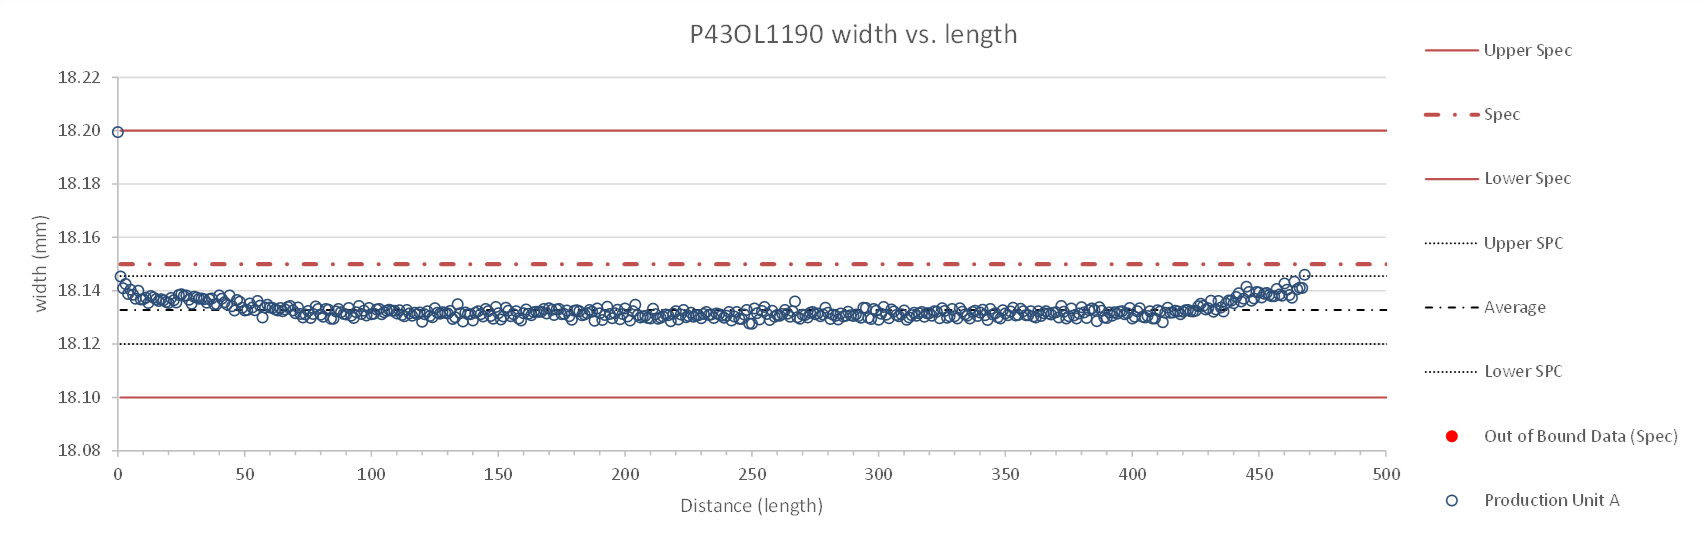 P43OL1190 width vs. length
18.22
18.20
18.18
18.16
18.14
18.12
18.10
18.08
width (mm)
0 50 100 150 200 250 300 350 400 450 500
Distance (length)
Upper Spec
Spec
Lower Spec
Upper SPC
Average
Lower SPC
Out of Bound Data (Spec)
Production Unit A